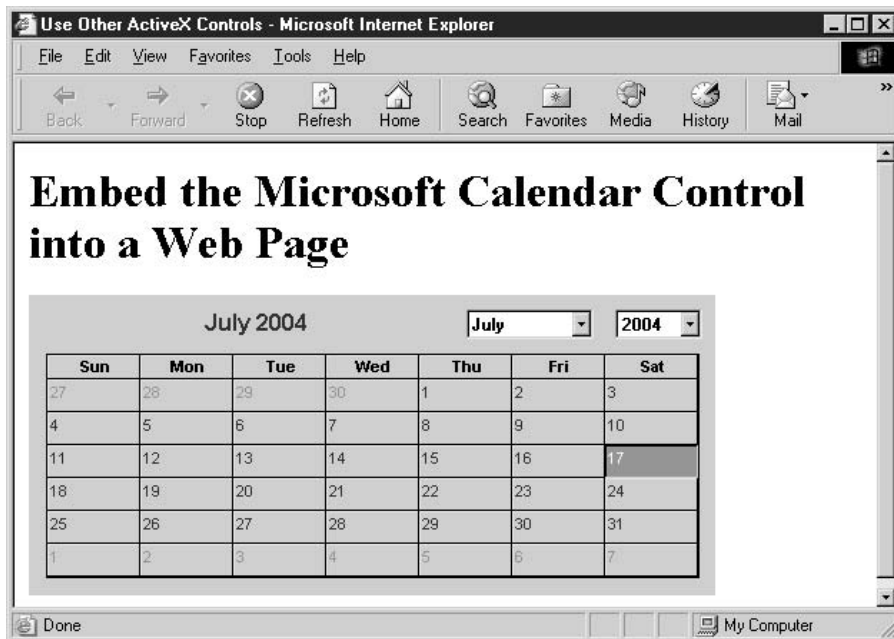 Use Other ActiveX Controls - Microsoft Internet Explorer
File Edit View Favorites Tools Help
Back Forward Stop Refresh Home Search Favorites Media History Mail »
Embed the Microsoft Calendar Control
into a Web Page
July 2004 July 2004
Sun Mon Tue Wed Thu Fri Sat
27 28 29 30 1 2 3
4 5 6 7 8 9 10
11 12 13 14 15 16 17
18 19 20 21 22 23 24
25 26 27 28 29 30 31
1 2 3 4 5 6 7
Done My Computer